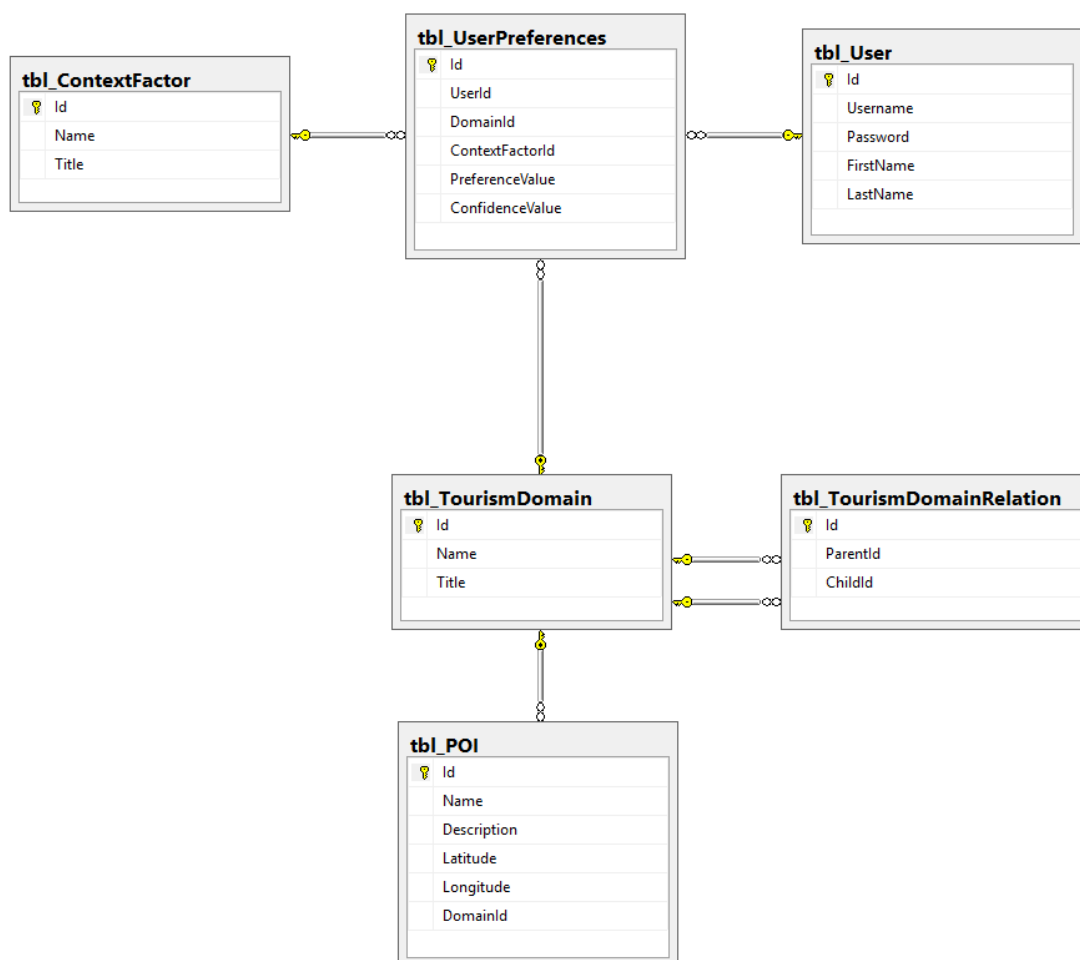 tbl_ContextFactor
Id
Name
Title
tbl_UserPreferences
Id
UserId
DomainId
ContextFactorId
PreferenceValue
ConfidenceValue
tbl_User
Id
Username
Password
FirstName
LastName
tbl_TourismDomain
Id
Name
Title
tbl_TourismDomainRelation
Id
ParentId
ChildId
tbl_POI
Id
Name
Description
Latitude
Longitude
DomainId